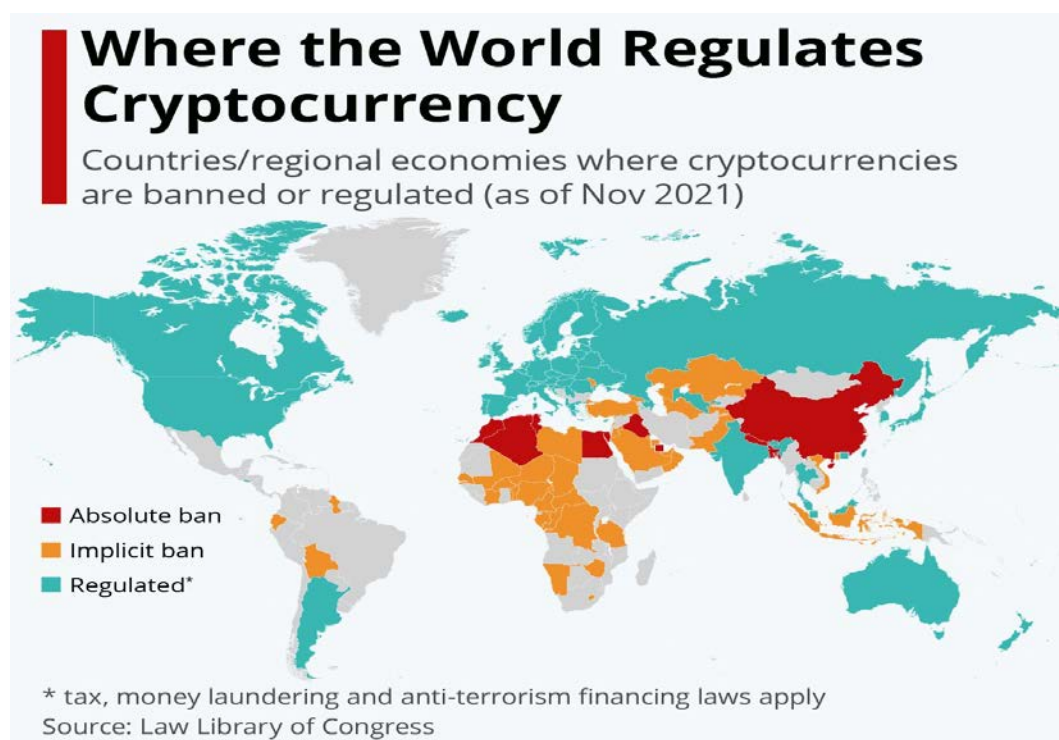 Where the World Regulates
Cryptocurrency
Countries/regional economies where cryptocurrencies
are banned or regulated (as of Nov 2021)
Absolute ban
Implicit ban
Regulated*
* tax, money laundering and anti-terrorism financing laws apply
Source: Law Library of Congress